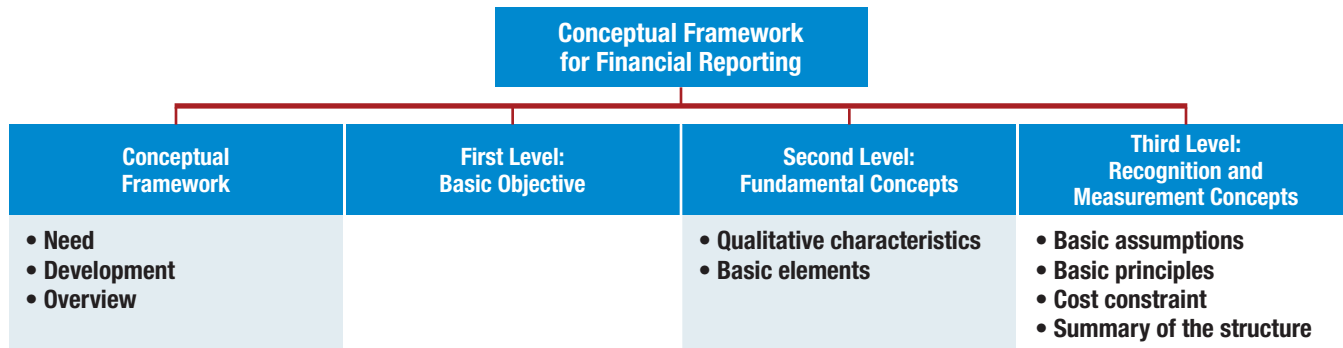 Conceptual Framework
for Financial Reporting
Conceptual
Framework
• Need
• Development
• Overview
First Level:
Basic Objective
Second Level:
Fundamental Concepts
• Qualitative characteristics
• Basic elements
Third Level:
Recognition and
Measurement Concepts
• Basic assumptions
• Basic principles
• Cost constraint
• Summary of the structure